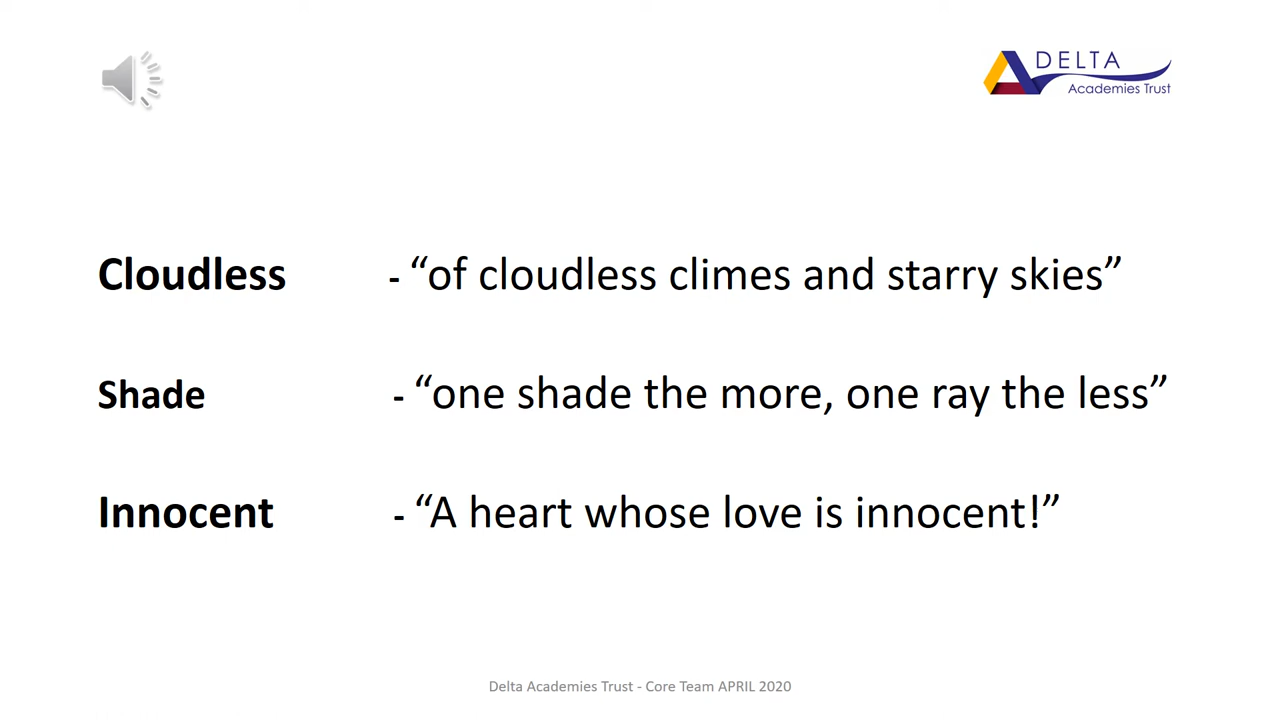 DELTA
Academies Trust
Cloudless - “of cloudless climes and starry skies”
Shade - “one shade the more, one ray the less”
Innocent - “A heart whose love is innocent!”
Delta Academies Trust - Core Team APRIL 2020